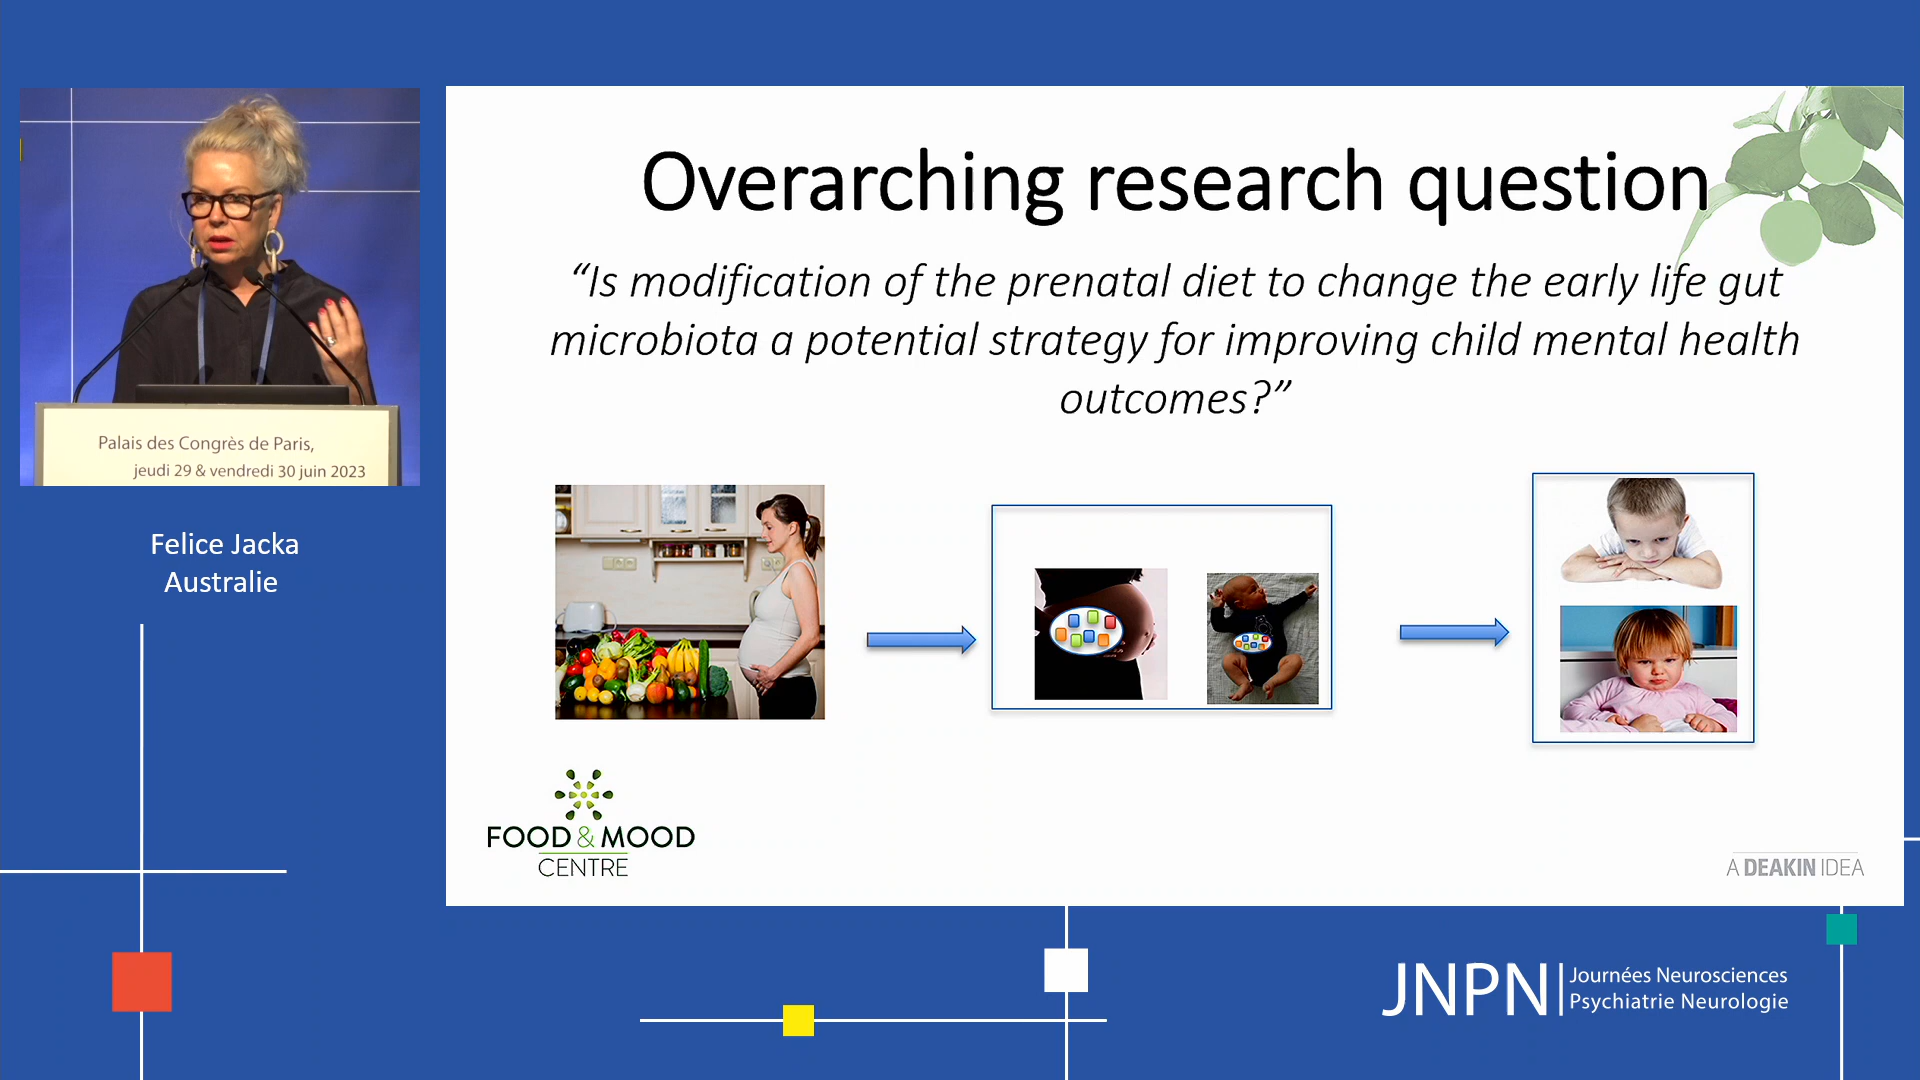 Overarching research question
“Is modification of the prenatal diet to change the early life gut
microbiota a potential strategy for improving child mental health
outcomes?”
Palais des Congrès de Paris,
jeudi 29 & vendredi 30 juin 2023
Felice Jacka
Australie
FOOD & MOOD
CENTRE
A DEAKIN IDEA
JNPN
Journées Neurosciences
Psychiatrie Neurologie